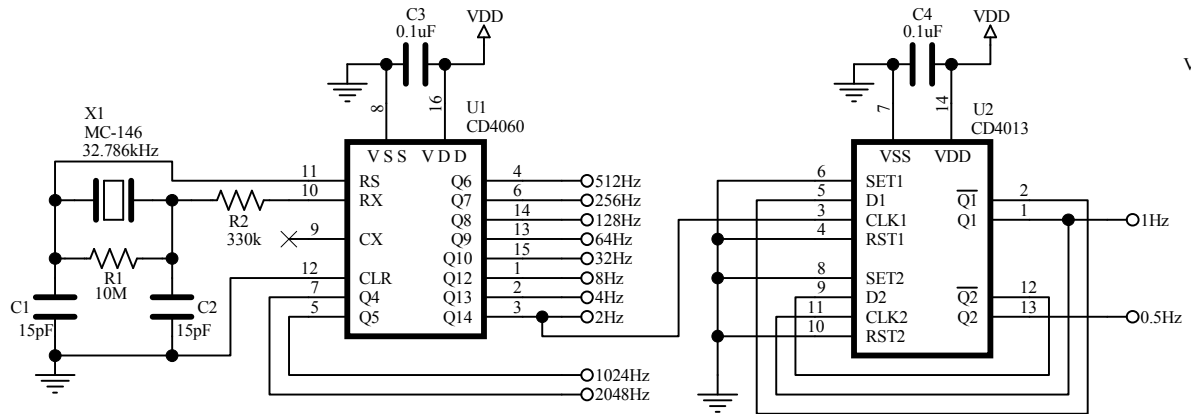 C3
0.1uF
VDD
8
16
U1
CD4060
X1
MC-146
32.786kHz
VSS
VDD
11
RS
10
RX
R2
330k
9
CX
R1
10M
12
CLR
7
Q4
5
Q5
C1
15pF
C2
15pF
Q6
4
512Hz
Q7
6
256Hz
Q8
14
128Hz
Q9
13
64Hz
Q10
15
32Hz
Q12
1
8Hz
Q13
2
4Hz
Q14
3
2Hz
1024Hz
2048Hz
C4
0.1uF
VDD
7
14
U2
CD4013
VSS
VDD
6
SET1
5
D1
3
CLK1
4
RST1
8
SET2
9
D2
11
CLK2
10
RST2
Q1
2
Q1
1
1Hz
Q2
12
Q2
13
0.5Hz
V